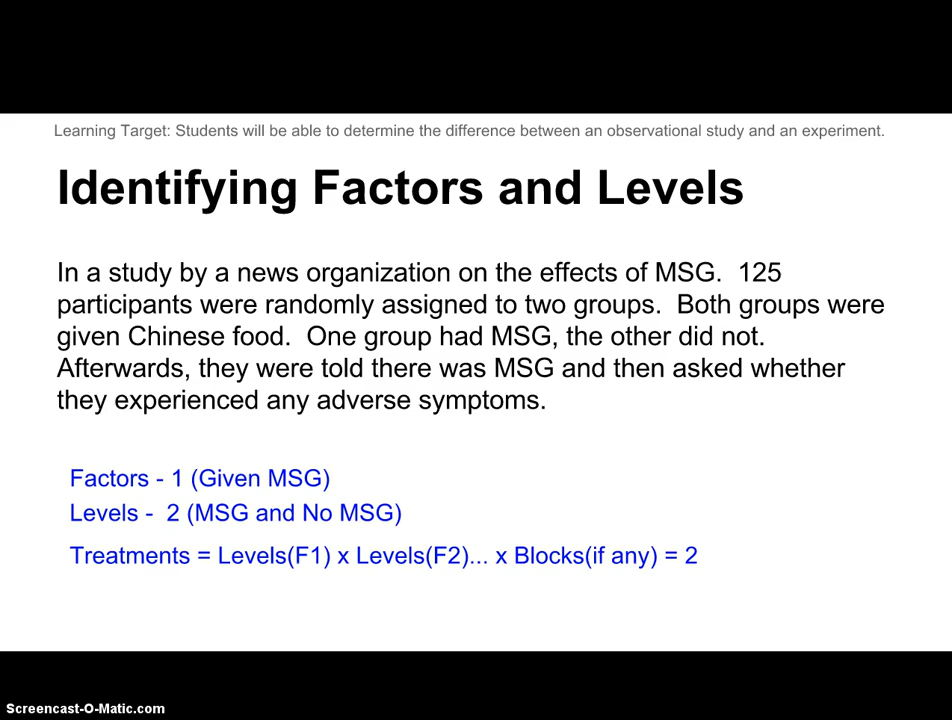 Learning Target: Students will be able to determine the difference between an observational study and an experiment.
Identifying Factors and Levels
In a study by a news organization on the effects of MSG.  125
participants were randomly assigned to two groups.  Both groups were
given Chinese food.  One group had MSG, the other did not.
Afterwards, they were told there was MSG and then asked whether
they experienced any adverse symptoms.
Factors - 1 (Given MSG)
Levels -  2 (MSG and No MSG)
Treatments = Levels(F1) x Levels(F2)... x Blocks(if any) = 2
Screencast-O-Matic.com